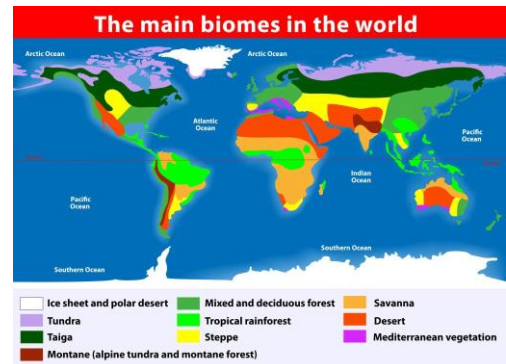 The main biomes in the world
Arctic Ocean
Arctic Ocean
Atlantic
Ocean
Pacific
Ocean
Indian
Ocean
Pacific
Ocean
Southern Ocean
Southern Ocean
Ice sheet and polar desert
Mixed and deciduous forest
Savanna
Tundra
Tropical rainforest
Desert
Taiga
Steppe
Mediterranean vegetation
Montane (alpine tundra and montane forest)